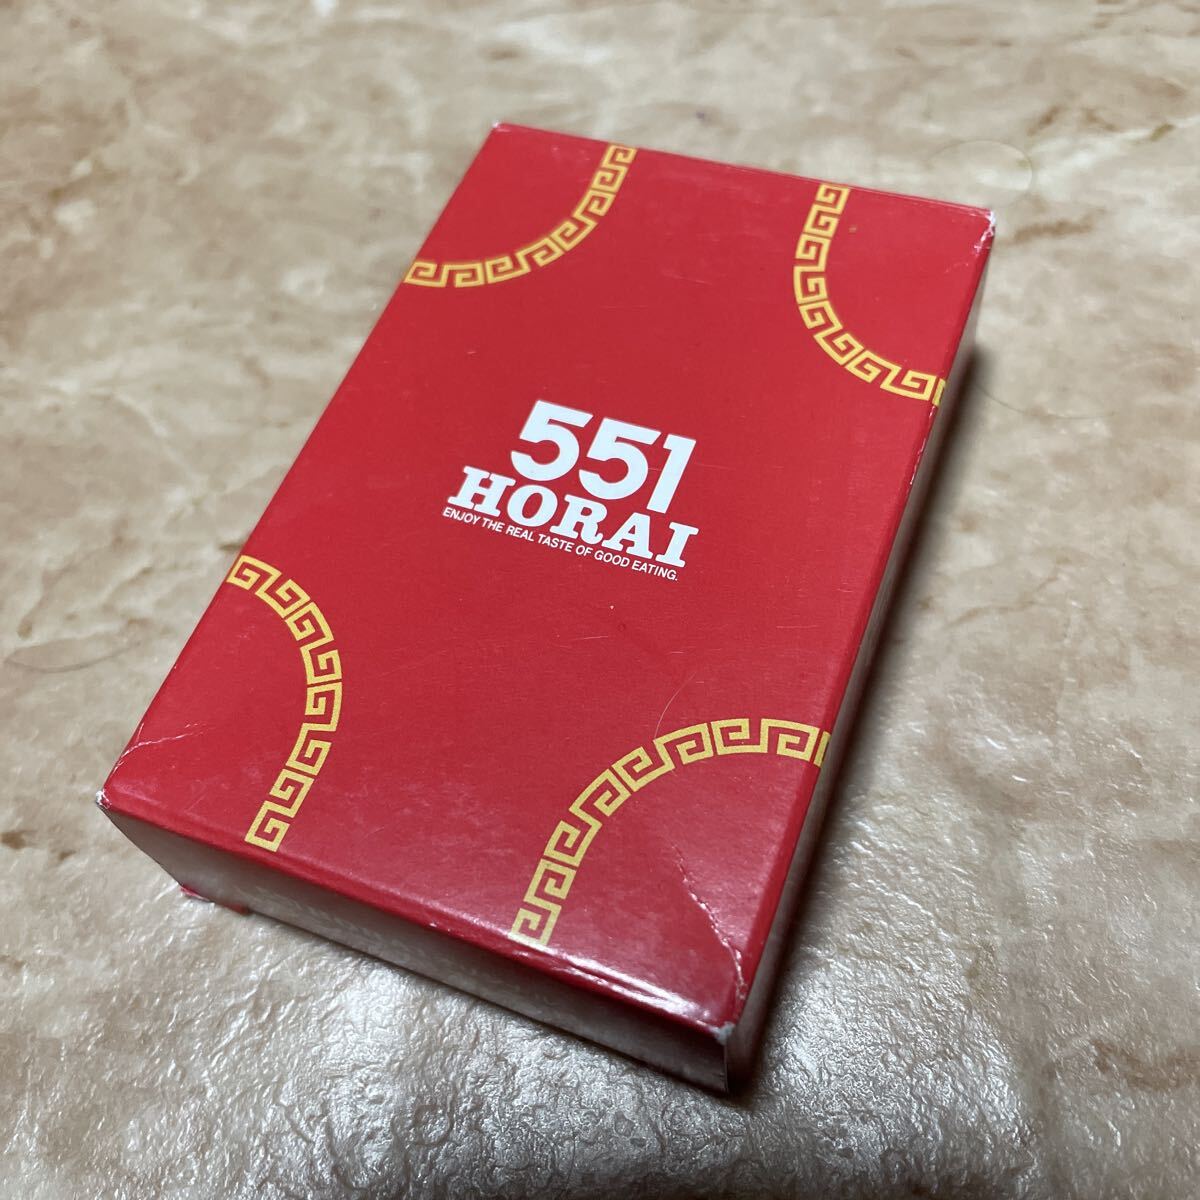 551
HORAI
ENJOY THE REAL TASTE OF GOOD EATING.